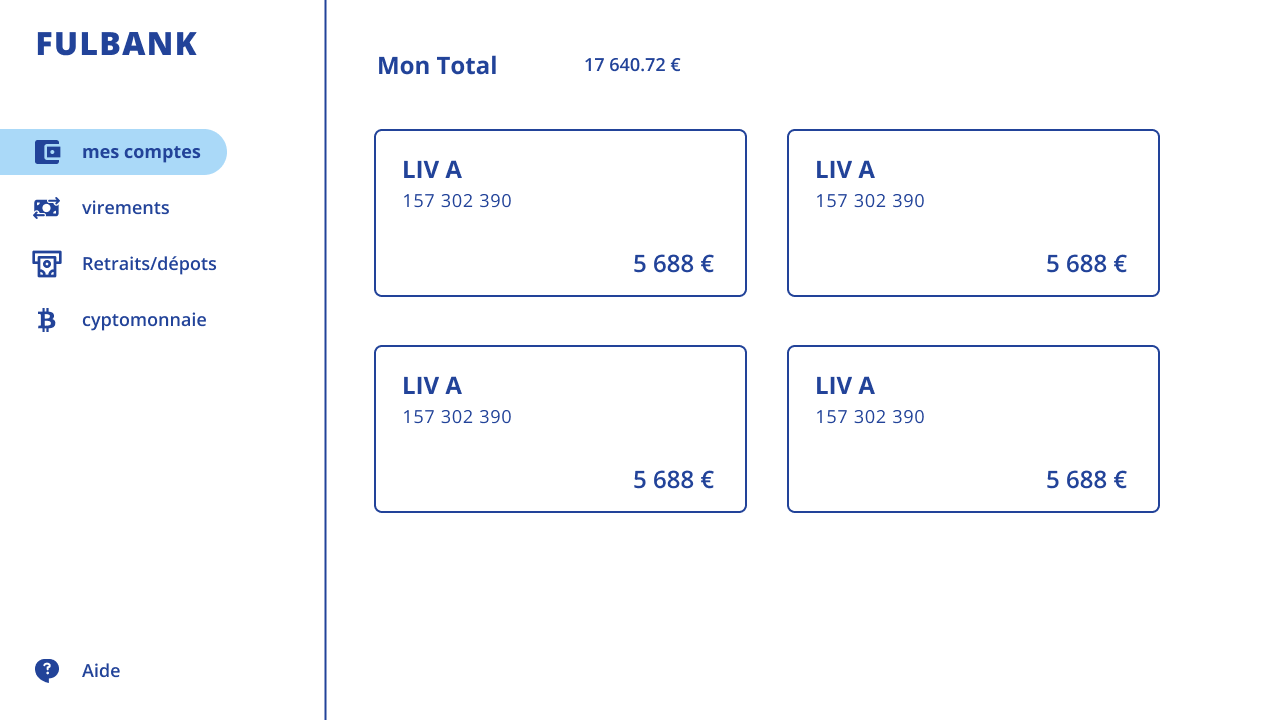 FULBANK
mes comptes
virements
Retraits/dépots
cyptomonnaie
Aide
Mon Total 17 640.72 €
LIV A
157 302 390
5 688 €
LIV A
157 302 390
5 688 €
LIV A
157 302 390
5 688 €
LIV A
157 302 390
5 688 €